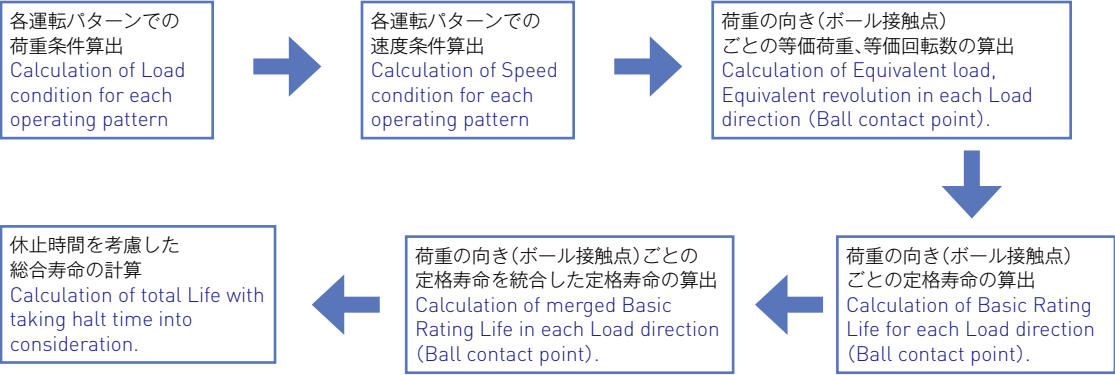 各運転パターンでの
荷重条件算出
Calculation of Load
condition for each
operating pattern
各運転パターンでの
速度条件算出
Calculation of Speed
condition for each
operating pattern
荷重の向き（ボール接触点）
ごとの等価荷重、等価回転数の算出
Calculation of Equivalent load,
Equivalent revolution in each Load
direction (Ball contact point).
荷重の向き（ボール接触点）
ごとの定格寿命の算出
Calculation of Basic Rating
Life for each Load direction
(Ball contact point).
荷重の向き（ボール接触点）ごとの
定格寿命を統合した定格寿命の算出
Calculation of merged Basic
Rating Life in each Load direction
(Ball contact point).
休止時間を考慮した
総合寿命の計算
Calculation of total Life with
taking halt time into
consideration.